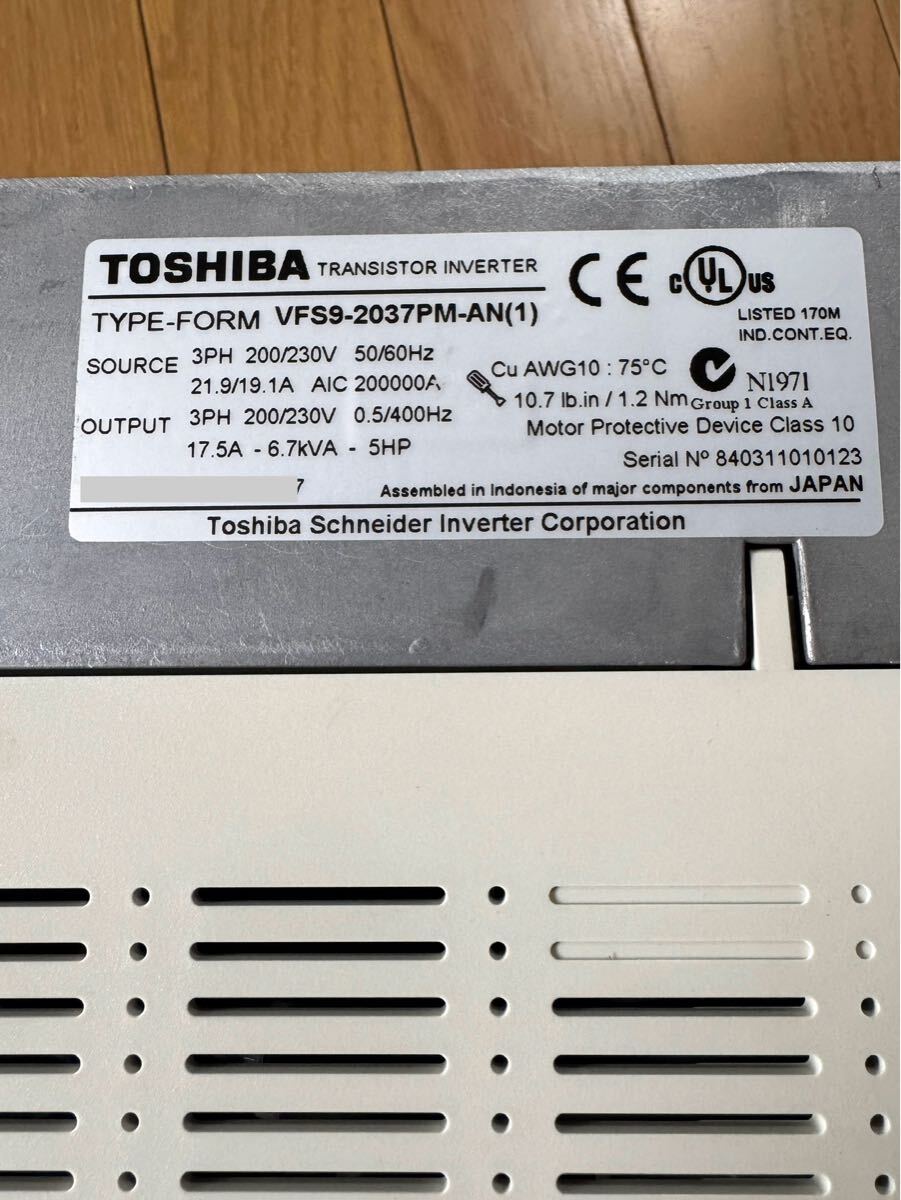 TOSHIBA TRANSISTOR INVERTER CE C UL US
TYPE-FORM VFS9-2037PM-AN(1)
LISTED 170M
IND.CONT.EQ.
SOURCE 3PH 200/230V 50/60Hz
21.9/19.1A AIC 200000A
Cu AWG10 : 75°C
10.7 lb.in / 1.2 Nm
N1971
Group 1 Class A
OUTPUT 3PH 200/230V 0.5/400Hz
17.5A - 6.7kVA - 5HP
Motor Protective Device Class 10
Serial Nº 840311010123
7
Assembled in Indonesia of major components from JAPAN
Toshiba Schneider Inverter Corporation